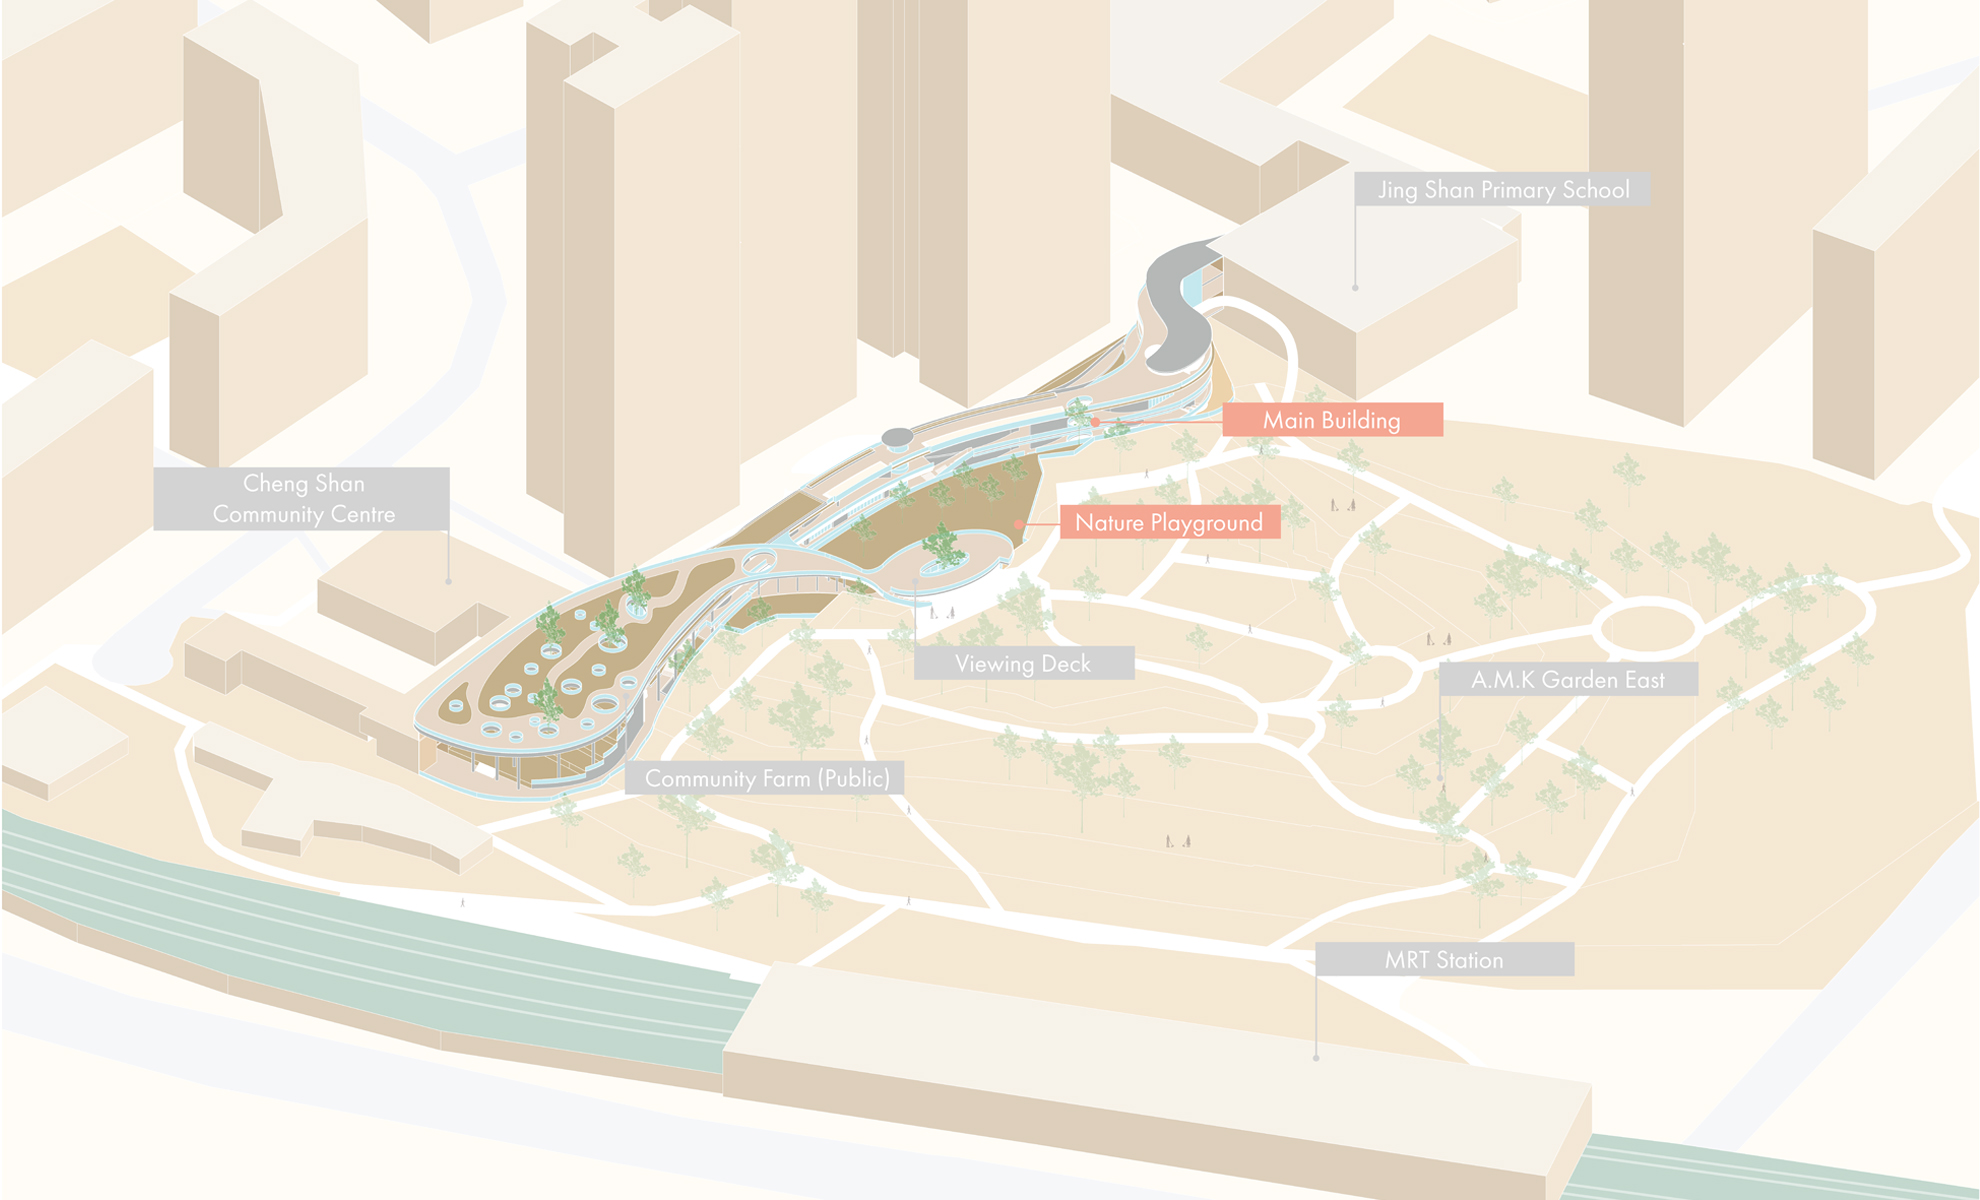 Jing Shan Primary School
Main Building
Cheng Shan
Community Centre
Nature Playground
Viewing Deck
A.M.K Garden East
Community Farm (Public)
MRT Station